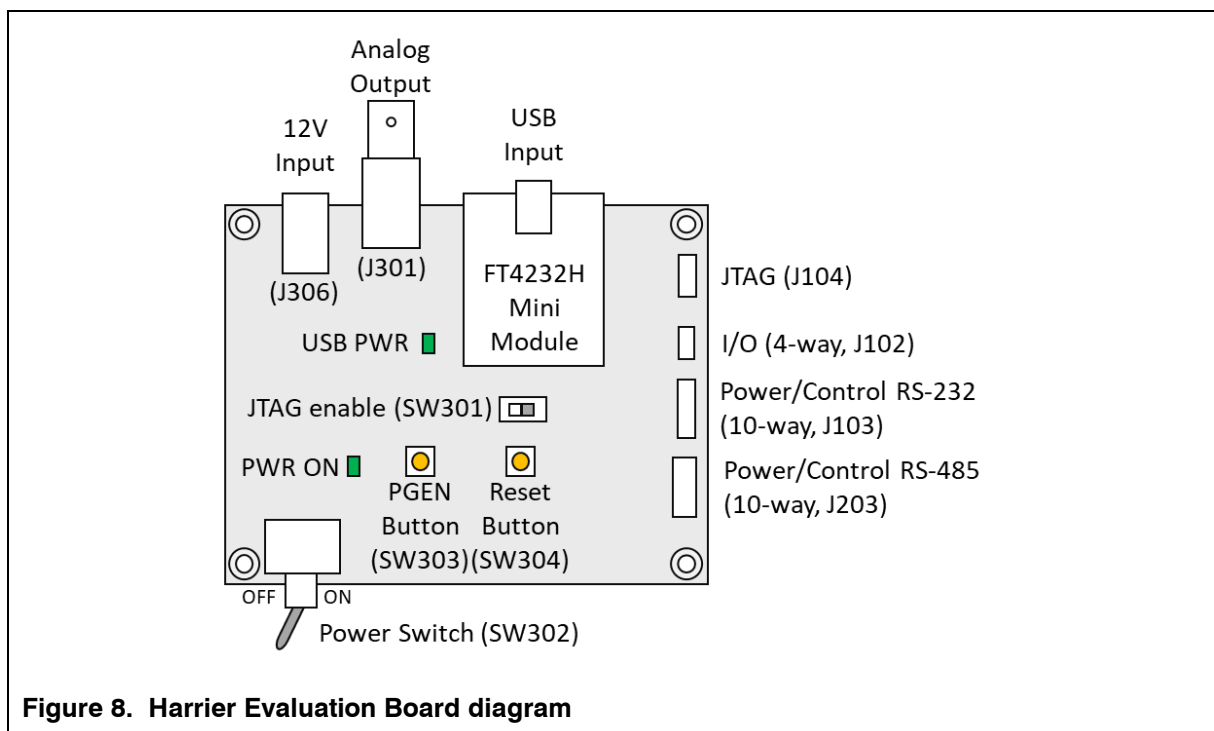 Analog
Output
12V
Input
USB
Input
(J306)
(J301)
FT4232H
Mini
Module
JTAG (J104)
USB PWR
I/O (4-way, J102)
JTAG enable (SW301)
Power/Control RS-232
(10-way, J103)
PWR ON
PGEN
Button
(SW303)
Reset
Button
(SW304)
Power/Control RS-485
(10-way, J203)
OFF
ON
Power Switch (SW302)
Figure 8. Harrier Evaluation Board diagram